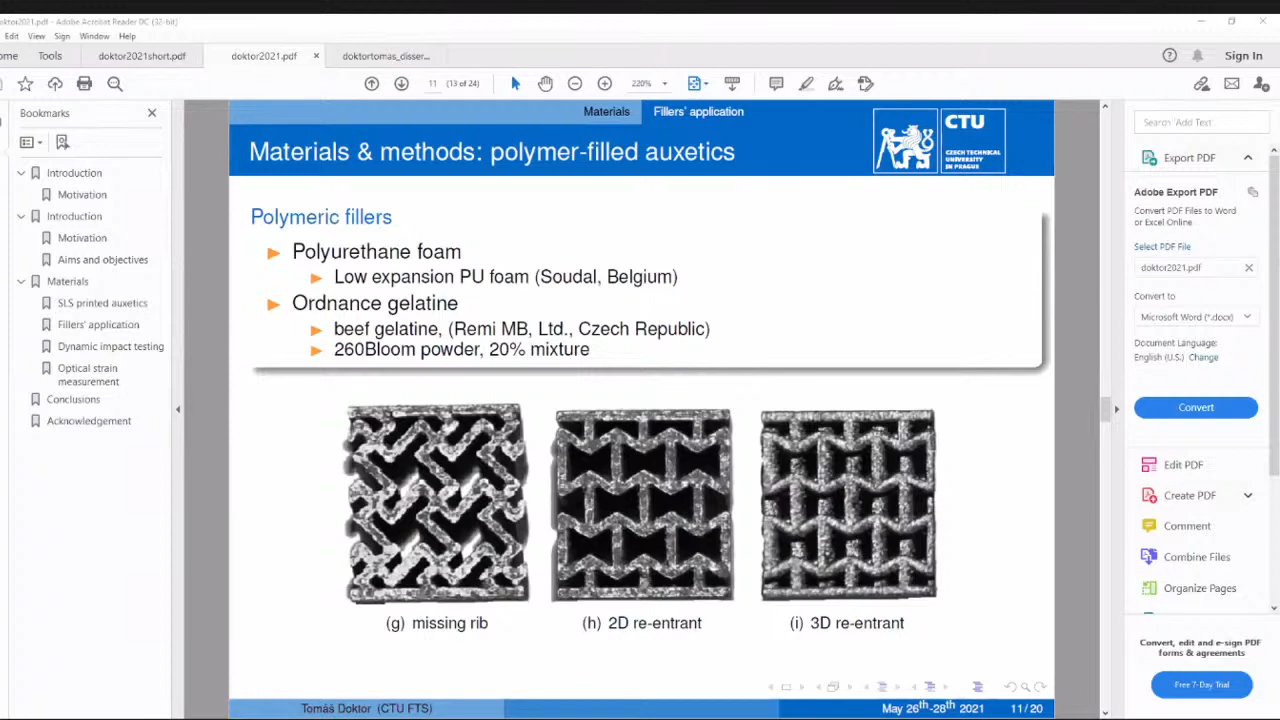 doktor2021.pdf - Adobe Acrobat Reader DC (32-bit)
Edit View Sign Window Help
ome Tools doktor2021short.pdf doktor2021.pdf × doktortomas_disser... Sign In
11 (13 of 24) 220%
Bookmarks
Introduction
Motivation
Introduction
Motivation
Aims and objectives
Materials
SLS printed auxetics
Fillers' application
Dynamic impact testing
Optical strain
measurement
Conclusions
Acknowledgement
Materials Fillers' application
Materials & methods: polymer-filled auxetics
CTU
CZECH TECHNICAL
UNIVERSITY
IN PRAGUE
Polymeric fillers
Polyurethane foam
Low expansion PU foam (Soudal, Belgium)
Ordnance gelatine
beef gelatine, (Remi MB, Ltd., Czech Republic)
260Bloom powder, 20% mixture
(g) missing rib (h) 2D re-entrant (i) 3D re-entrant
Tomáš Doktor (CTU FTS) May 26th-28th 2021 11/20
Search 'Add Text'
Export PDF
Adobe Export PDF
Convert PDF Files to Word
or Excel Online
Select PDF File
doktor2021.pdf
Convert to
Microsoft Word (*.docx)
Document Language:
English (U.S.) Change
Convert
Edit PDF
Create PDF
Comment
Combine Files
Organize Pages
Convert, edit and e-sign PDF
forms & agreements
Free 7-Day Trial